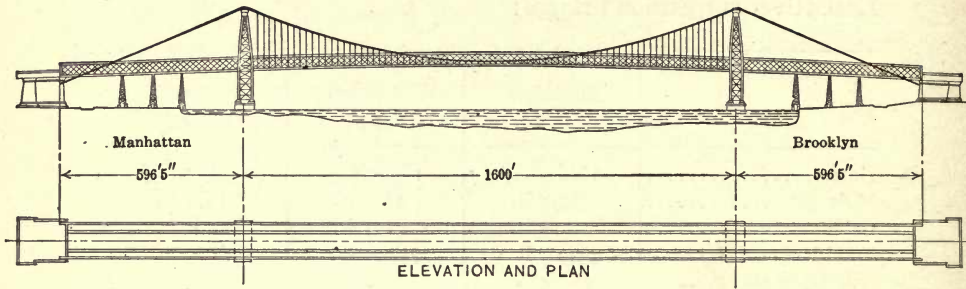 Manhattan Brooklyn
596'5" 1600' 596'5"
ELEVATION AND PLAN